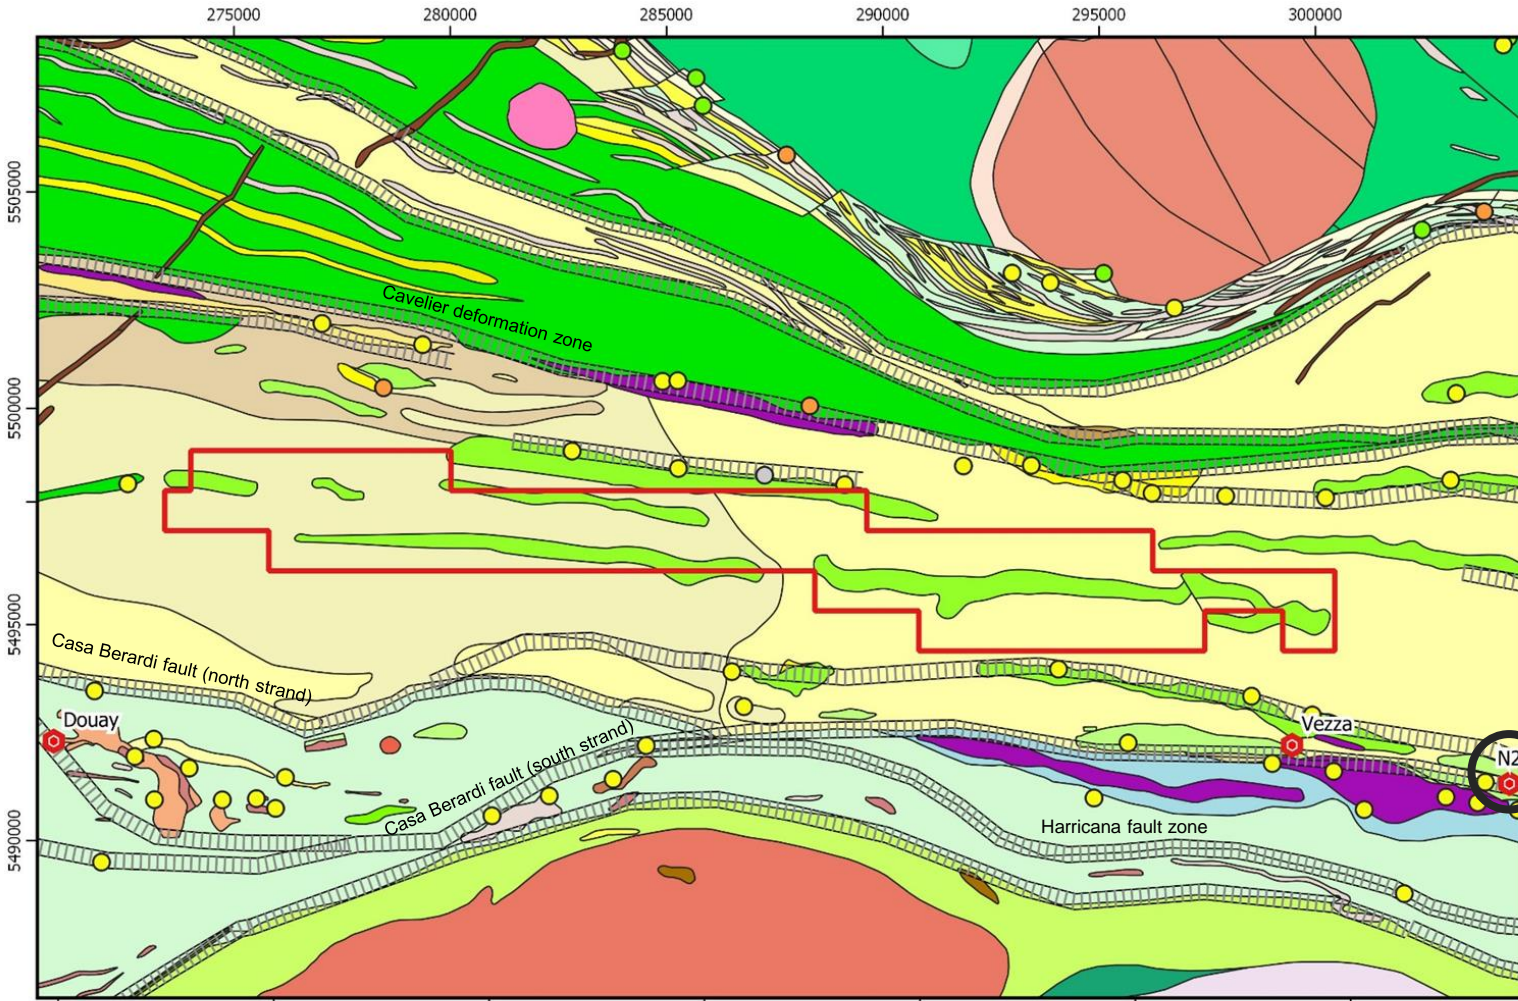 275000 280000 285000 290000 295000 300000
5505000
Cavelier deformation zone
5500000
5495000
Casa Berardi fault (north strand)
Douay
Vezza
Casa Berardi fault (south strand)
N2
Harricana fault zone
5490000